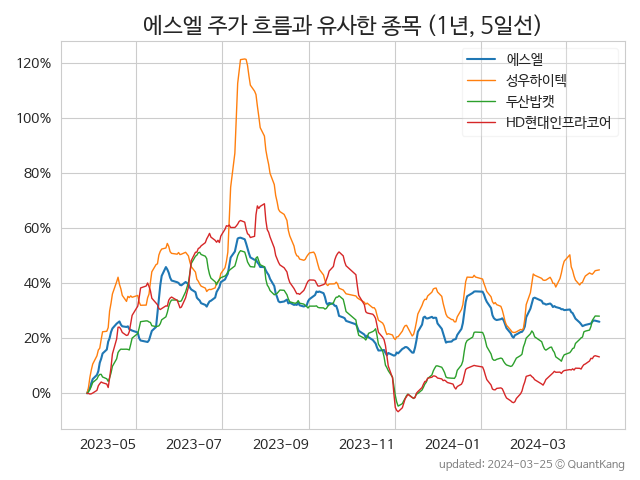 에스엘 주가 흐름과 유사한 종목 (1년, 5일선)
에스엘
성우하이텍
두산밥캣
HD현대인프라코어
120%
100%
80%
60%
40%
20%
0%
2023-05 2023-07 2023-09 2023-11 2024-01 2024-03
updated: 2024-03-25 © QuantKang